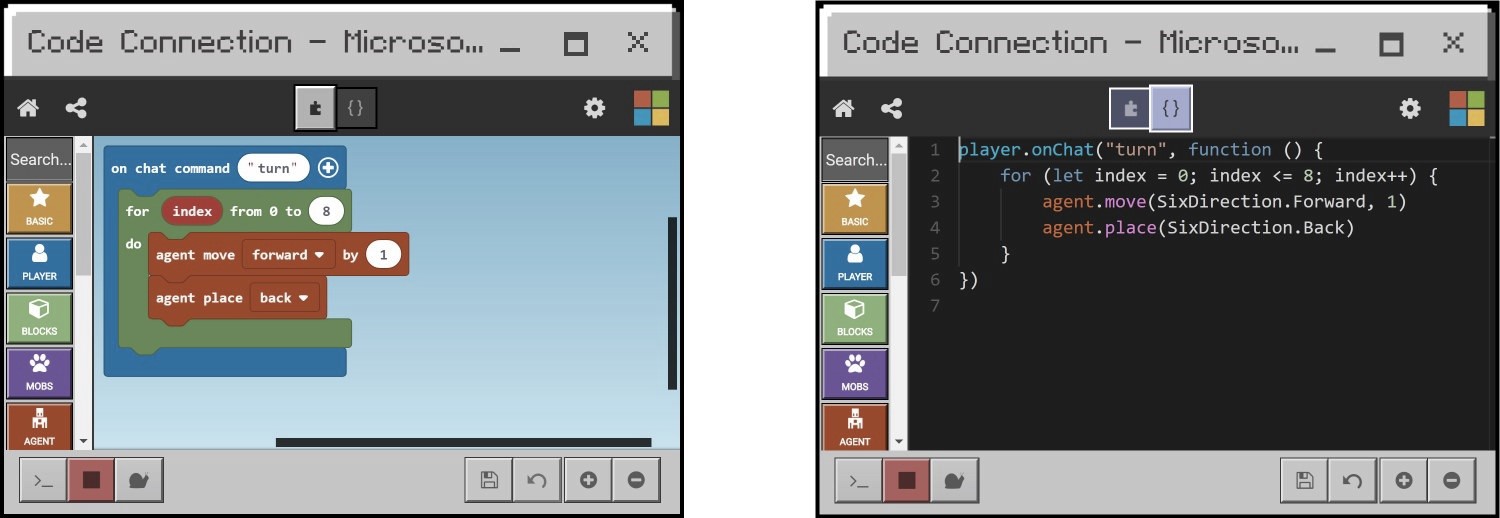 Code Connection - Microso...
{}
Search...
BASIC
PLAYER
BLOCKS
MOBS
AGENT
on chat command "turn"
for index from 0 to 8
do
agent move forward by 1
agent place back
>_
Code Connection - Microso...
{}
Search...
BASIC
PLAYER
BLOCKS
MOBS
AGENT
1 player.onChat("turn", function () {
2 for (let index = 0; index <= 8; index++) {
3 agent.move(SixDirection.Forward, 1)
4 agent.place(SixDirection.Back)
5 }
6 })
7
>_